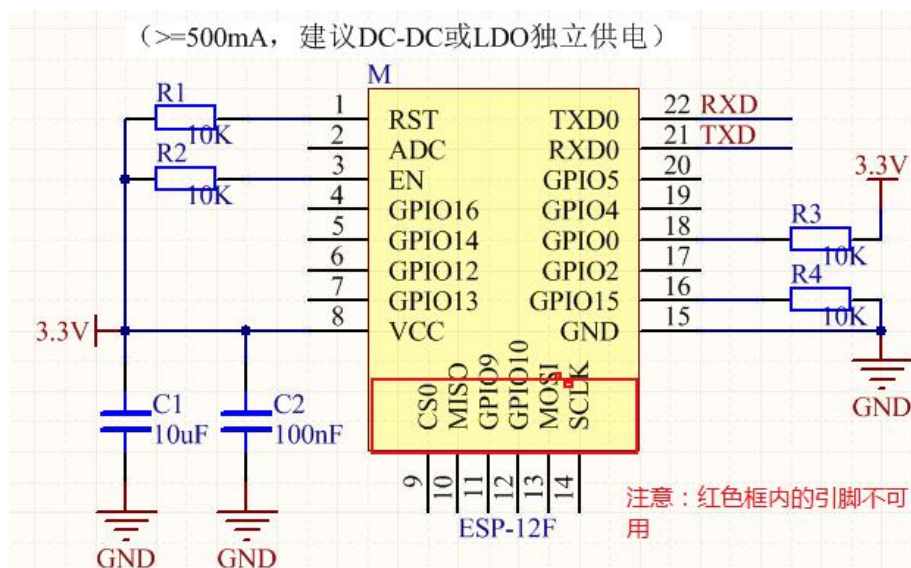 （>=500mA，建议DC-DC或LDO独立供电）
M
R1
10K
R2
10K
1
2
3
4
5
6
7
8
RST
ADC
EN
GPIO16
GPIO14
GPIO12
GPIO13
VCC
TXD0
RXD0
GPIO5
GPIO4
GPIO0
GPIO2
GPIO15
GND
22 RXD
21 TXD
20
19
18
17
16
15
3.3V
R3
10K
R4
10K
GND
3.3V
C1
10uF
C2
100nF
GND
GND
CS0
MISO
GPIO9
GPIO10
MOSI
SCLK
9
10
11
12
13
14
ESP-12F
注意：红色框内的引脚不可
用